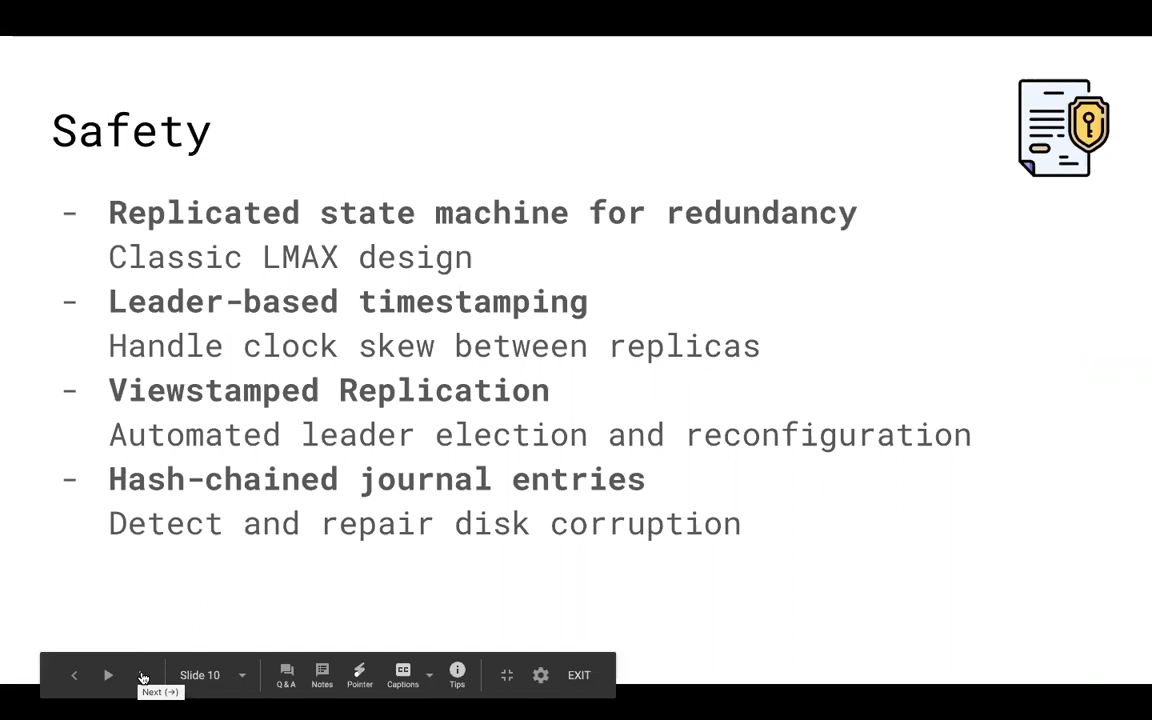 Safety
- Replicated state machine for redundancy
Classic LMAX design
- Leader-based timestamping
Handle clock skew between replicas
- Viewstamped Replication
Automated leader election and reconfiguration
- Hash-chained journal entries
Detect and repair disk corruption
Slide 10
Q & A
Notes
Pointer
CC
Captions
Tips
EXIT
Next (→)